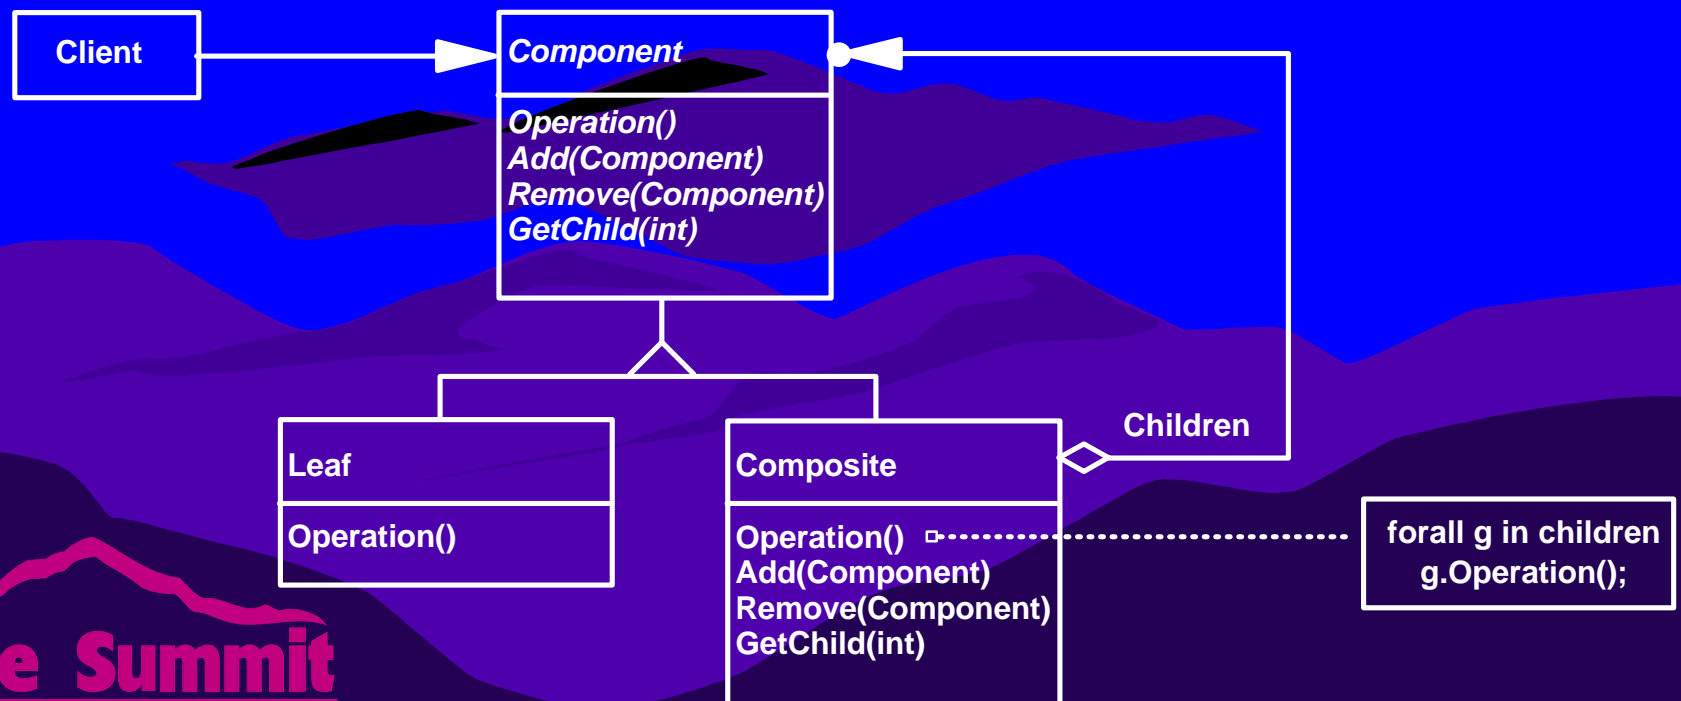 Client
Component
Operation()
Add(Component)
Remove(Component)
GetChild(int)
Children
Leaf
Operation()
Composite
Operation()
Add(Component)
Remove(Component)
GetChild(int)
forall g in children
g.Operation();
e Summit